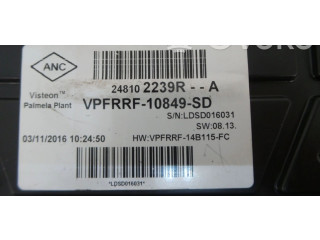 ANC
Visteon™
Palmela Plant
24810 2239R - - A
VPFRRF-10849-SD
S/N:LDSD016031
SW:08.13.
03/11/2016 10:24:50
HW:VPFRRF-14B115-FC
*LDSD016031*